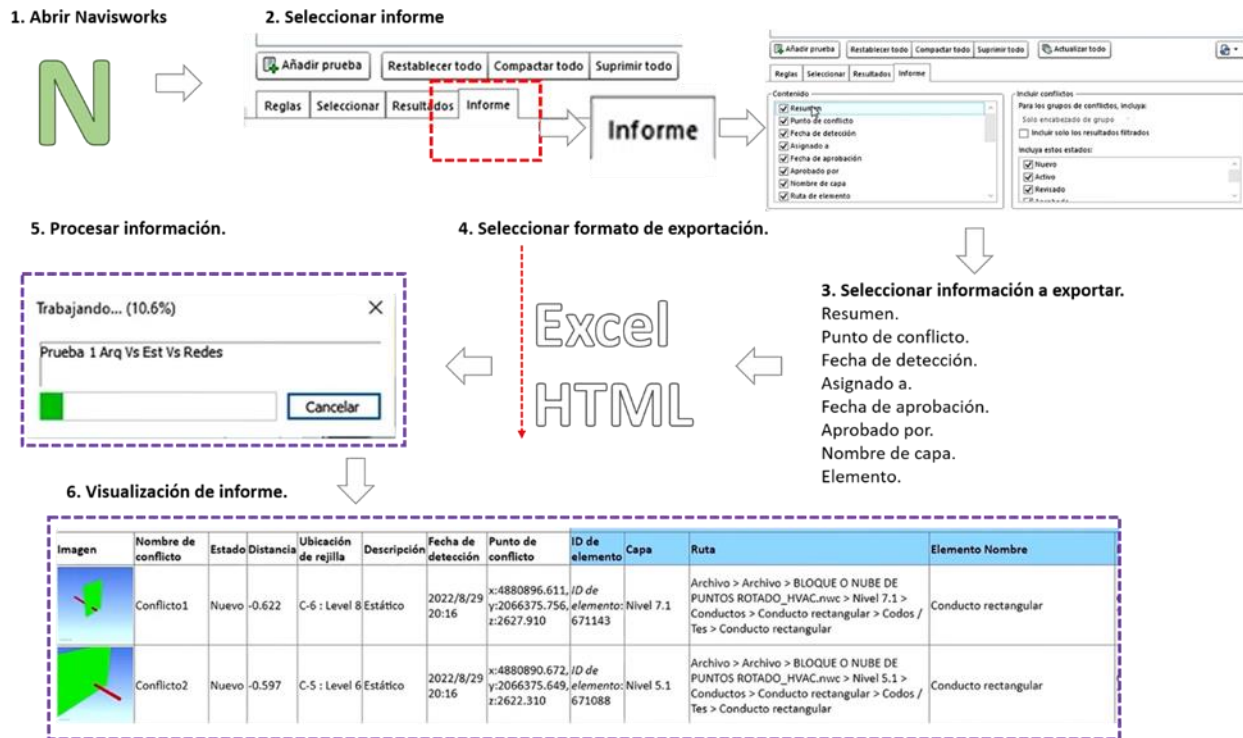 1. Abrir Navisworks
N
2. Seleccionar informe
Añadir prueba
Restablecer todo
Compactar todo
Suprimir todo
Reglas
Seleccionar
Resultados
Informe
Informe
Añadir prueba
Restablecer todo
Compactar todo
Suprimir todo
Actualizar todo
Reglas
Seleccionar
Resultados
Informe
Contenido
Resumen
Punto de conflicto
Fecha de detección
Asignado a
Fecha de aprobación
Aprobado por
Nombre de capa
Ruta de elemento
Incluir conflictos
Para los grupos de conflictos, incluya:
Solo encabezado de grupo
Incluir solo los resultados filtrados
Incluya estos estados:
Nuevo
Activo
Revisado
3. Seleccionar información a exportar.
Resumen.
Punto de conflicto.
Fecha de detección.
Asignado a.
Fecha de aprobación.
Aprobado por.
Nombre de capa.
Elemento.
4. Seleccionar formato de exportación.
Excel
HTML
5. Procesar información.
Trabajando... (10.6%)
Prueba 1 Arq Vs Est Vs Redes
Cancelar
6. Visualización de informe.
Imagen
Nombre de conflicto
Estado
Distancia
Ubicación de rejilla
Descripción
Fecha de detección
Punto de conflicto
ID de elemento
Capa
Ruta
Elemento Nombre
Conflicto1
Nuevo
-0.622
C-6 : Level 8
Estático
2022/8/29 20:16
x:4880896.611, y:2066375.756, z:2627.910
ID de elemento: 671143
Nivel 7.1
Archivo > Archivo > BLOQUE O NUBE DE
PUNTOS ROTADO_HVAC.nwc > Nivel 7.1 >
Conductos > Conducto rectangular > Codos /
Tes > Conducto rectangular
Conducto rectangular
Conflicto2
Nuevo
-0.597
C-5 : Level 6
Estático
2022/8/29 20:16
x:4880890.672, y:2066375.649, z:2622.310
ID de elemento: 671088
Nivel 5.1
Archivo > Archivo > BLOQUE O NUBE DE
PUNTOS ROTADO_HVAC.nwc > Nivel 5.1 >
Conductos > Conducto rectangular > Codos /
Tes > Conducto rectangular
Conducto rectangular